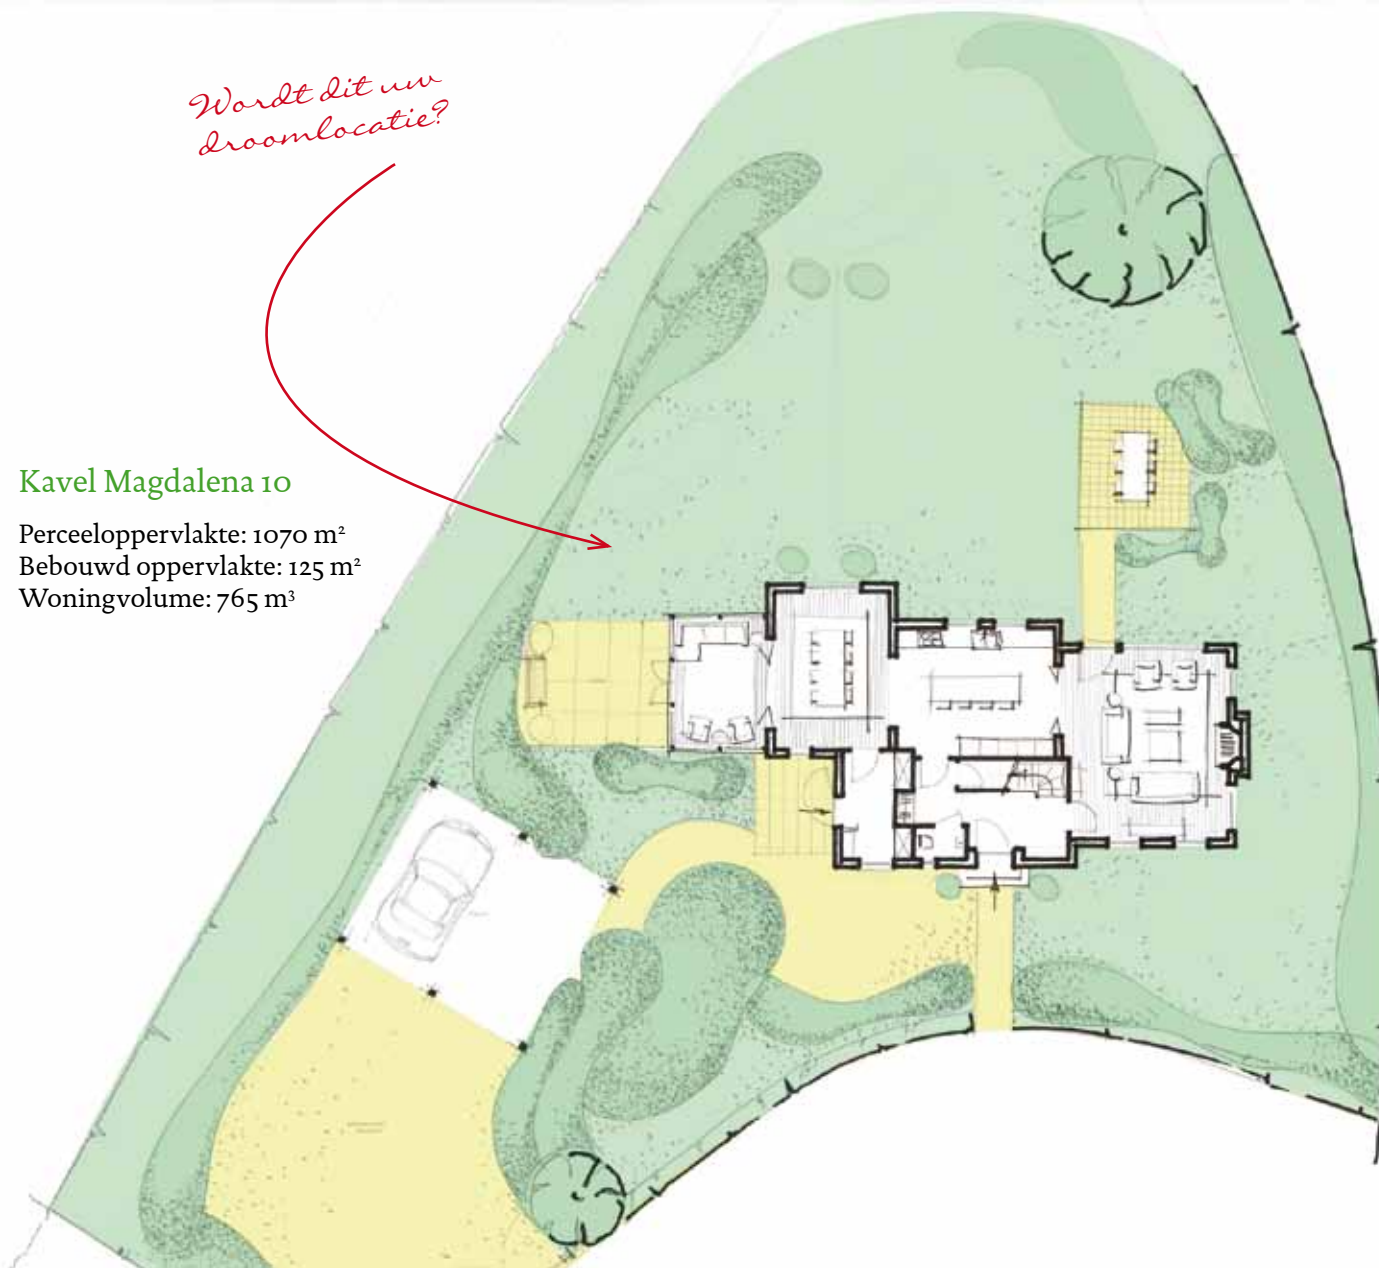 Wordt dit uw
droomlocatie?
Kavel Magdalena 10
Perceeloppervlakte: 1070 m²
Bebouwd oppervlakte: 125 m²
Woningvolume: 765 m³